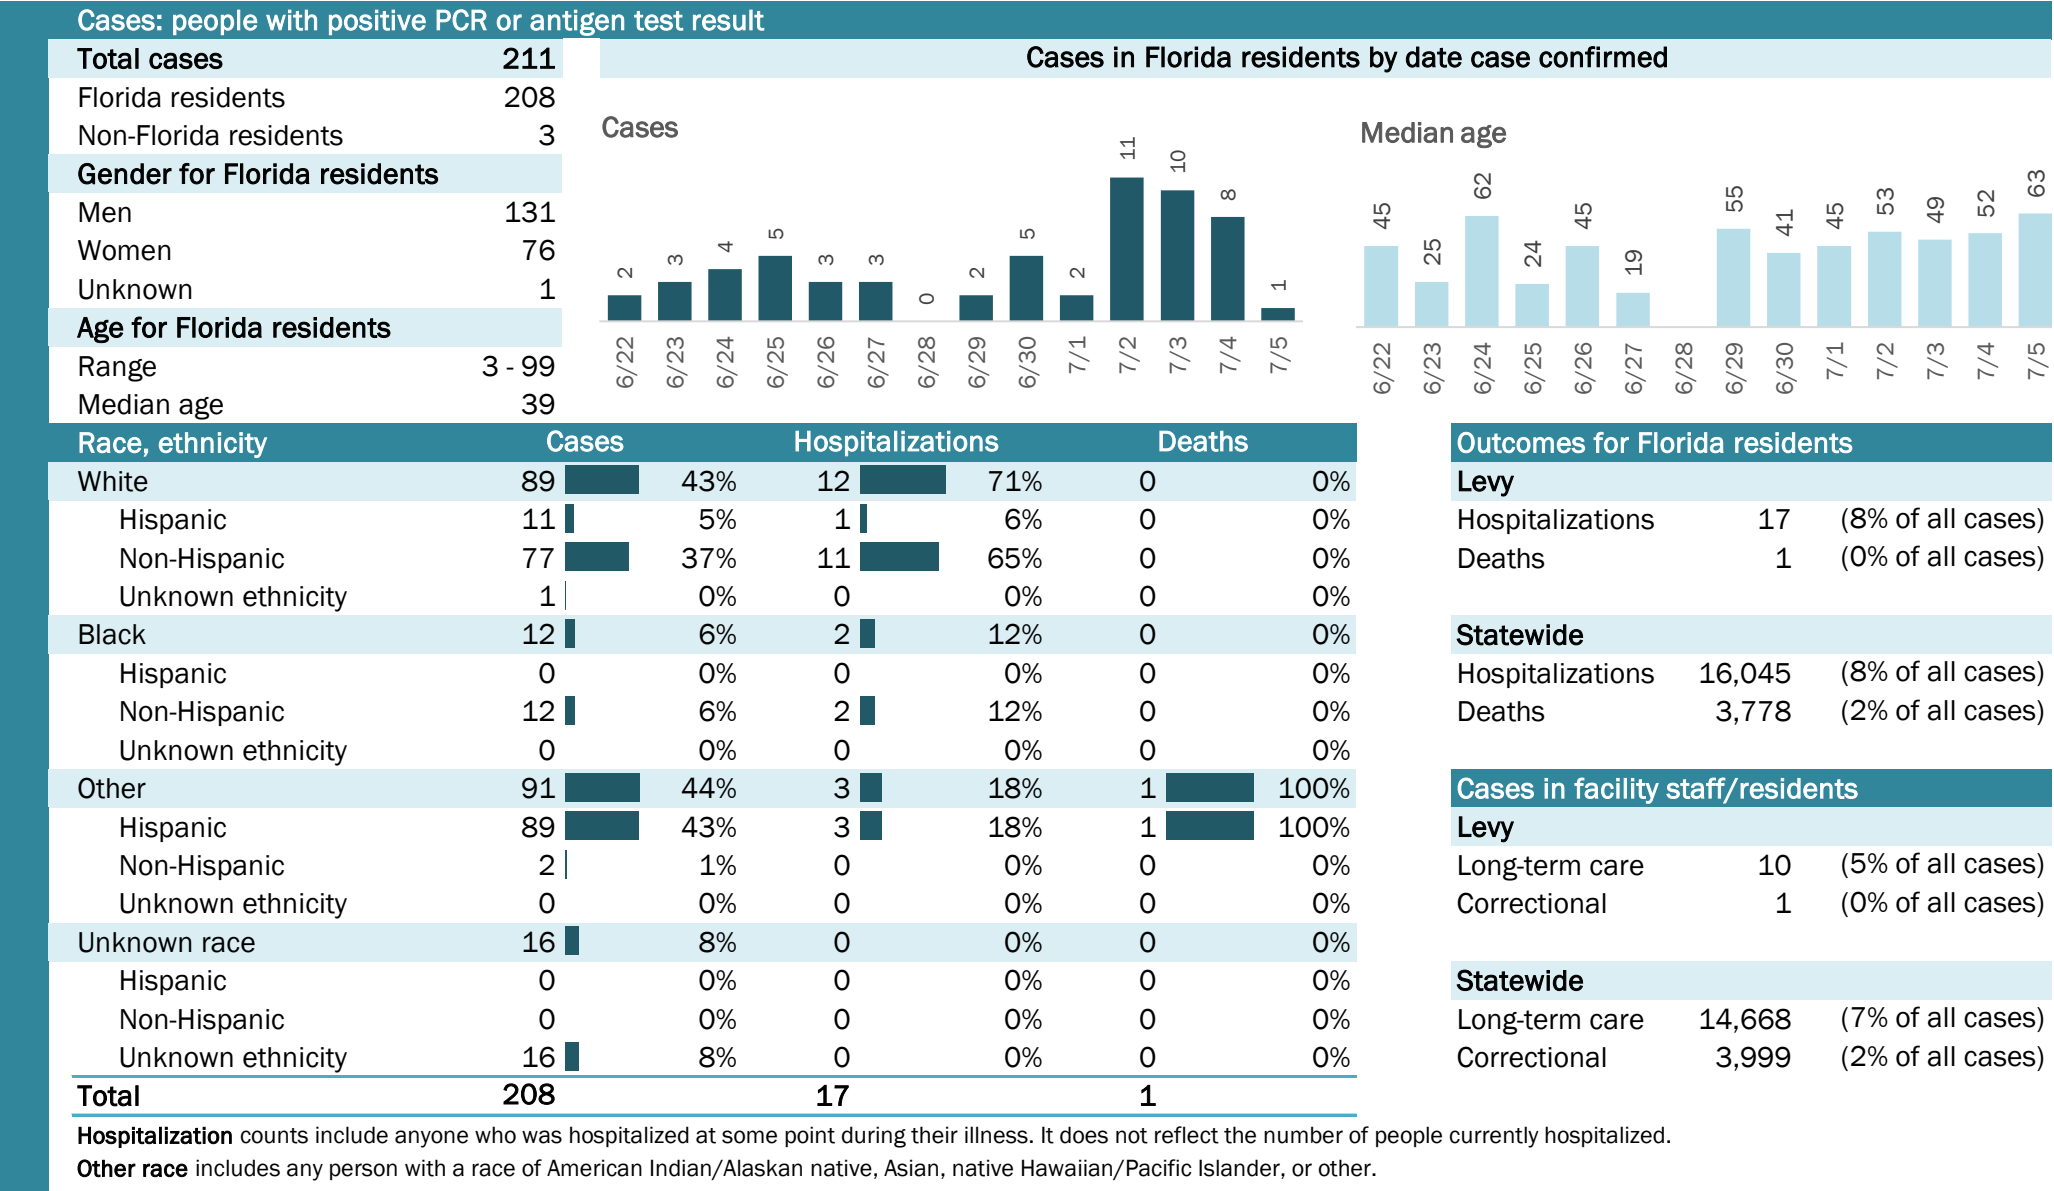 Cases: people with positive PCR or antigen test result
Total cases 211
Florida residents 208
Non-Florida residents 3
Gender for Florida residents
Men 131
Women 76
Unknown 1
Age for Florida residents
Range 3 - 99
Median age 39
Cases in Florida residents by date case confirmed
Cases
2 3 4 5 3 3 0 2 5 2 11 10 8 1
6/22 6/23 6/24 6/25 6/26 6/27 6/28 6/29 6/30 7/1 7/2 7/3 7/4 7/5
Median age
45 25 62 24 45 19 55 41 45 53 49 52 63
6/22 6/23 6/24 6/25 6/26 6/27 6/28 6/29 6/30 7/1 7/2 7/3 7/4 7/5
Race, ethnicity Cases Hospitalizations Deaths
White 89 43% 12 71% 0 0%
Hispanic 11 5% 1 6% 0 0%
Non-Hispanic 77 37% 11 65% 0 0%
Unknown ethnicity 1 0% 0 0% 0 0%
Black 12 6% 2 12% 0 0%
Hispanic 0 0% 0 0% 0 0%
Non-Hispanic 12 6% 2 12% 0 0%
Unknown ethnicity 0 0% 0 0% 0 0%
Other 91 44% 3 18% 1 100%
Hispanic 89 43% 3 18% 1 100%
Non-Hispanic 2 1% 0 0% 0 0%
Unknown ethnicity 0 0% 0 0% 0 0%
Unknown race 16 8% 0 0% 0 0%
Hispanic 0 0% 0 0% 0 0%
Non-Hispanic 0 0% 0 0% 0 0%
Unknown ethnicity 16 8% 0 0% 0 0%
Total 208 17 1
Outcomes for Florida residents
Levy
Hospitalizations 17 (8% of all cases)
Deaths 1 (0% of all cases)
Statewide
Hospitalizations 16,045 (8% of all cases)
Deaths 3,778 (2% of all cases)
Cases in facility staff/residents
Levy
Long-term care 10 (5% of all cases)
Correctional 1 (0% of all cases)
Statewide
Long-term care 14,668 (7% of all cases)
Correctional 3,999 (2% of all cases)
Hospitalization counts include anyone who was hospitalized at some point during their illness. It does not reflect the number of people currently hospitalized.
Other race includes any person with a race of American Indian/Alaskan native, Asian, native Hawaiian/Pacific Islander, or other.